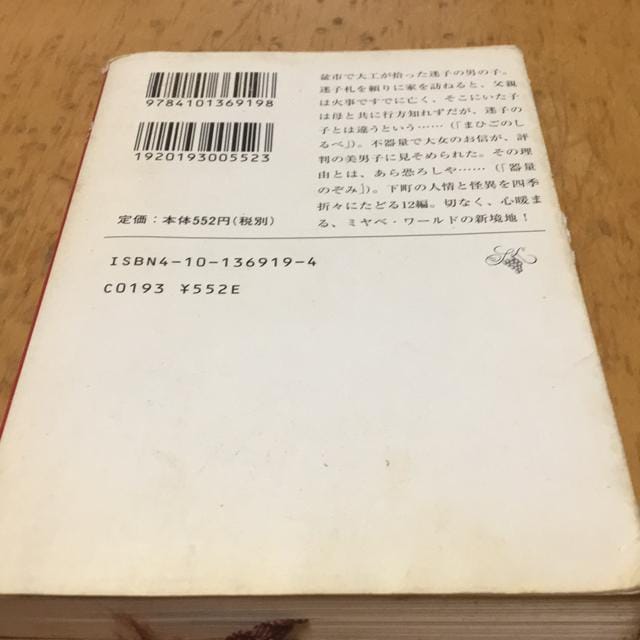 9784101369198
1920193005523
定価：本体552円(税別)
ISBN4-10-136919-4
C0193 ¥552E
盆市で大工が拾った迷子の男の子。
迷子札を頼りに家を訪ねると、父親
は火事ですでに亡く、そこにいた子
は母と共に行方知れずだが、迷子の
子とは違うという……(「まひごのし
るべ」)。不器量で大女のお信が、評
判の美男子に見そめられた。その理
由とは、あら恐ろしや……(「器量
のぞみ」)。下町の人情と怪異を四季
折々にたどる12編。切なく、心暖ま
る、ミヤベ・ワールドの新境地！